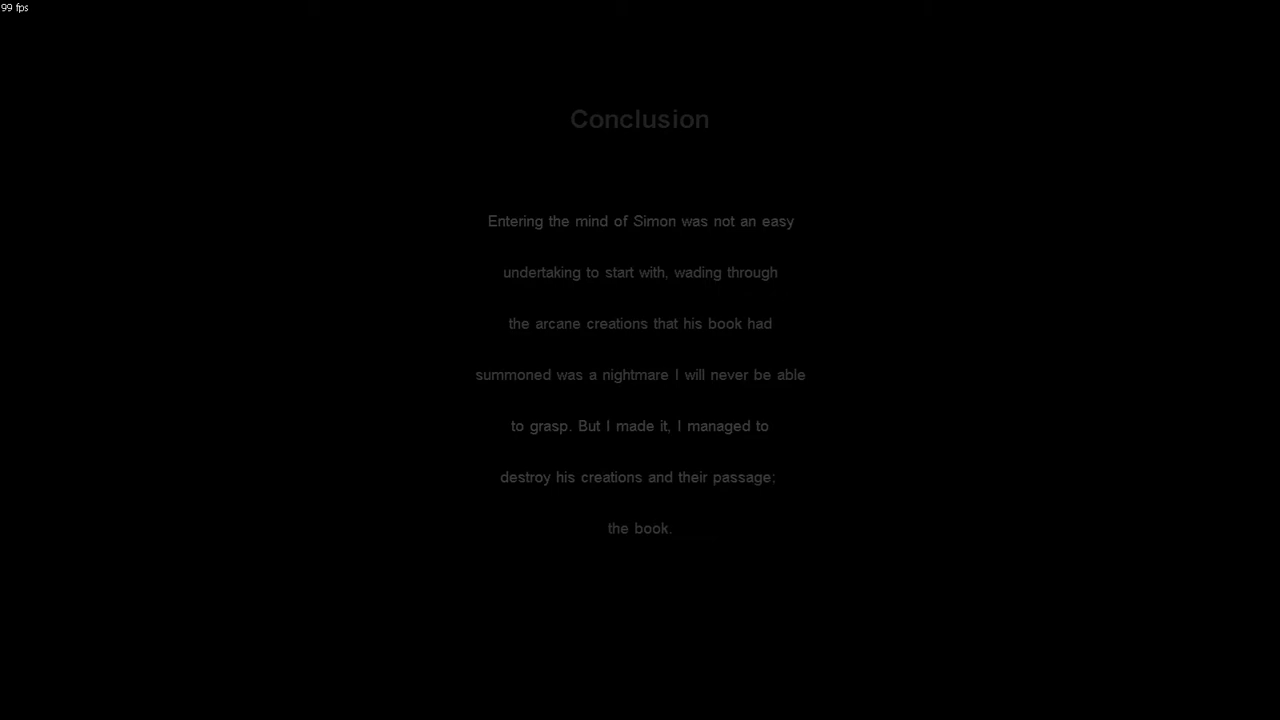 99 fps
Conclusion
Entering the mind of Simon was not an easy
undertaking to start with, wading through
the arcane creations that his book had
summoned was a nightmare I will never be able
to grasp. But I made it, I managed to
destroy his creations and their passage;
the book.